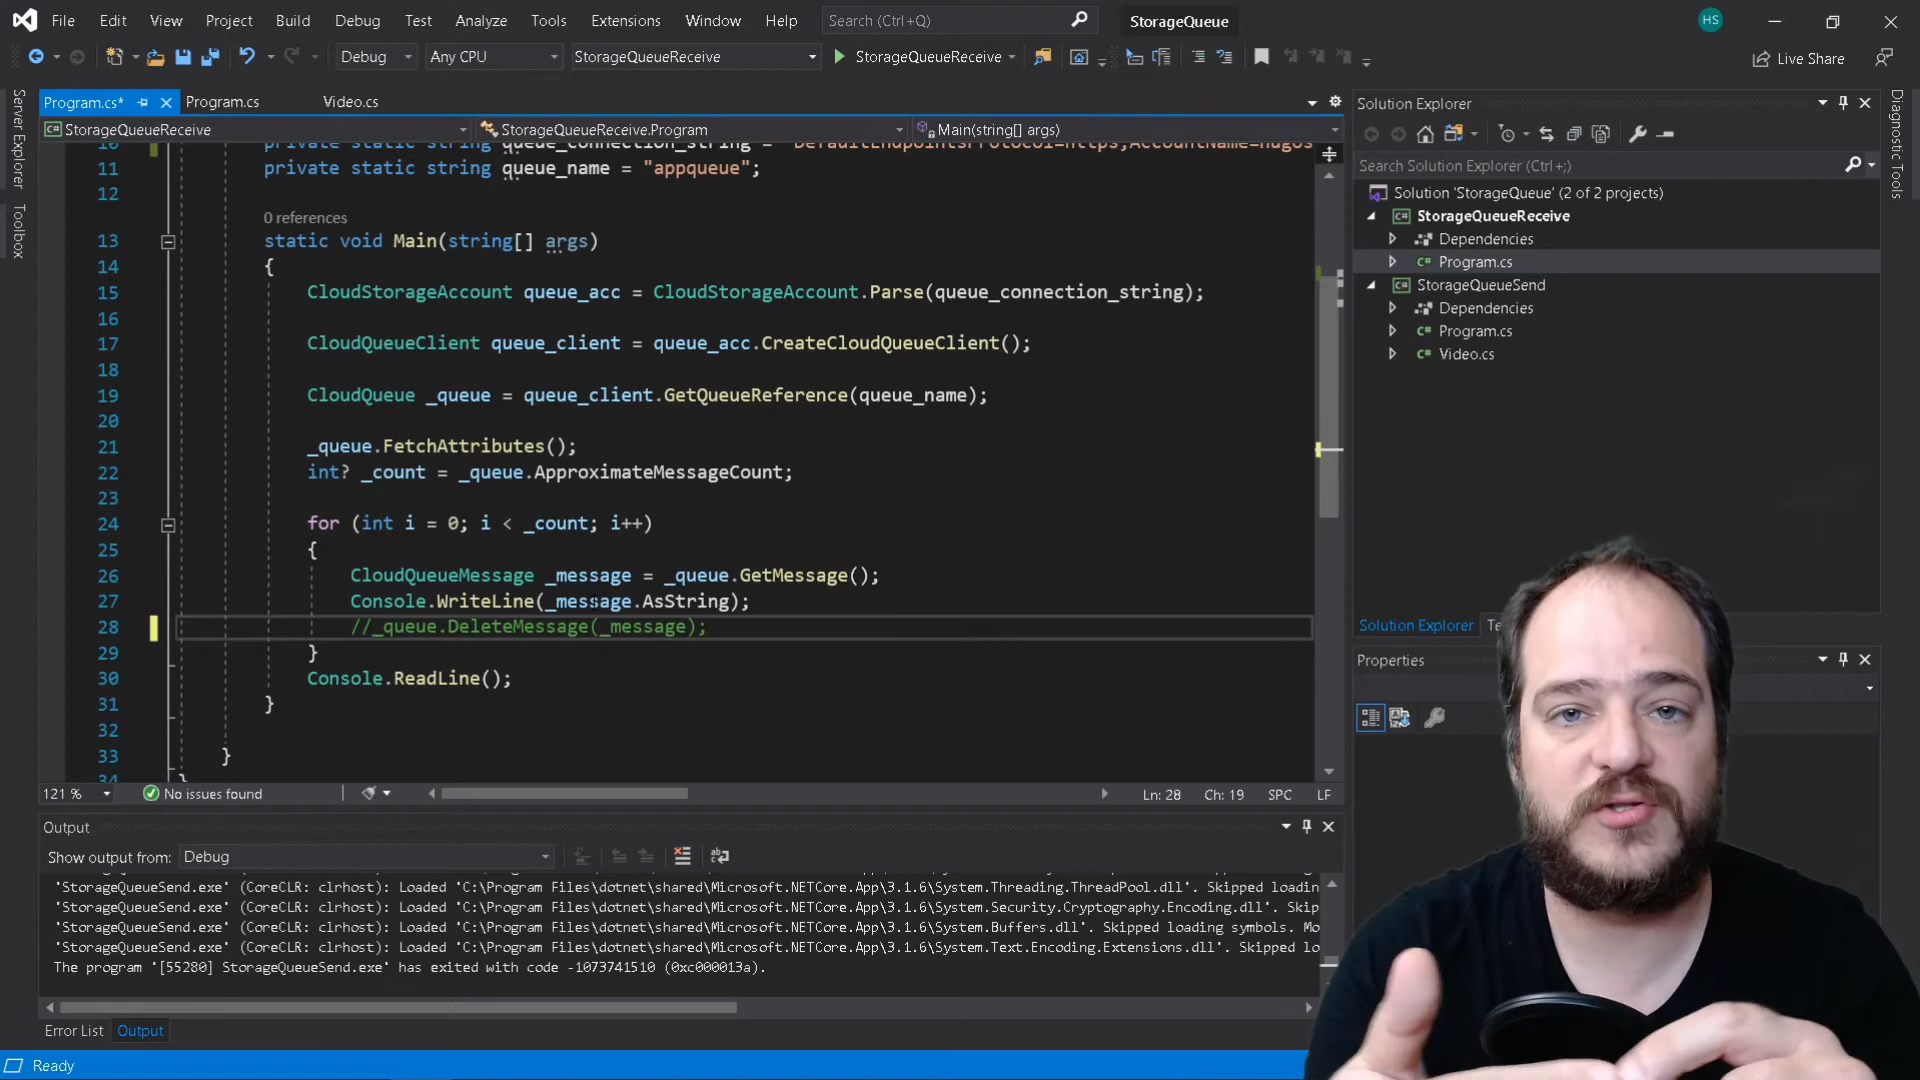 File Edit View Project Build Debug Test Analyze Tools Extensions Window Help Search (Ctrl+Q) StorageQueue HS
Debug Any CPU StorageQueueReceive StorageQueueReceive Live Share
Server Explorer
Toolbox
Program.cs* Program.cs Video.cs
StorageQueueReceive StorageQueueReceive.Program Main(string[] args)
10 private static string queue_connection_string = "DefaultEndpointsProtocol=https;AccountName=hugos
11 private static string queue_name = "appqueue";
12
0 references
13 static void Main(string[] args)
14 {
15 CloudStorageAccount queue_acc = CloudStorageAccount.Parse(queue_connection_string);
16
17 CloudQueueClient queue_client = queue_acc.CreateCloudQueueClient();
18
19 CloudQueue _queue = queue_client.GetQueueReference(queue_name);
20
21 _queue.FetchAttributes();
22 int? _count = _queue.ApproximateMessageCount;
23
24 for (int i = 0; i < _count; i++)
25 {
26 CloudQueueMessage _message = _queue.GetMessage();
27 Console.WriteLine(_message.AsString);
28 //_queue.DeleteMessage(_message);
29 }
30 Console.ReadLine();
31 }
32
33 }
34 }
121 % No issues found Ln: 28 Ch: 19 SPC LF
Output
Show output from: Debug
'StorageQueueSend.exe' (CoreCLR: clrhost): Loaded 'C:\Program Files\dotnet\shared\Microsoft.NETCore.App\3.1.6\System.Threading.ThreadPool.dll'. Skipped loadin
'StorageQueueSend.exe' (CoreCLR: clrhost): Loaded 'C:\Program Files\dotnet\shared\Microsoft.NETCore.App\3.1.6\System.Security.Cryptography.Encoding.dll'. Skip
'StorageQueueSend.exe' (CoreCLR: clrhost): Loaded 'C:\Program Files\dotnet\shared\Microsoft.NETCore.App\3.1.6\System.Buffers.dll'. Skipped loading symbols. Mo
'StorageQueueSend.exe' (CoreCLR: clrhost): Loaded 'C:\Program Files\dotnet\shared\Microsoft.NETCore.App\3.1.6\System.Text.Encoding.Extensions.dll'. Skipped lo
The program '[55280] StorageQueueSend.exe' has exited with code -1073741510 (0xc000013a).
Error List Output
Ready
Solution Explorer
Search Solution Explorer (Ctrl+;)
Solution 'StorageQueue' (2 of 2 projects)
StorageQueueReceive
Dependencies
Program.cs
StorageQueueSend
Dependencies
Program.cs
Video.cs
Solution Explorer Te
Properties
Diagnostic Tools